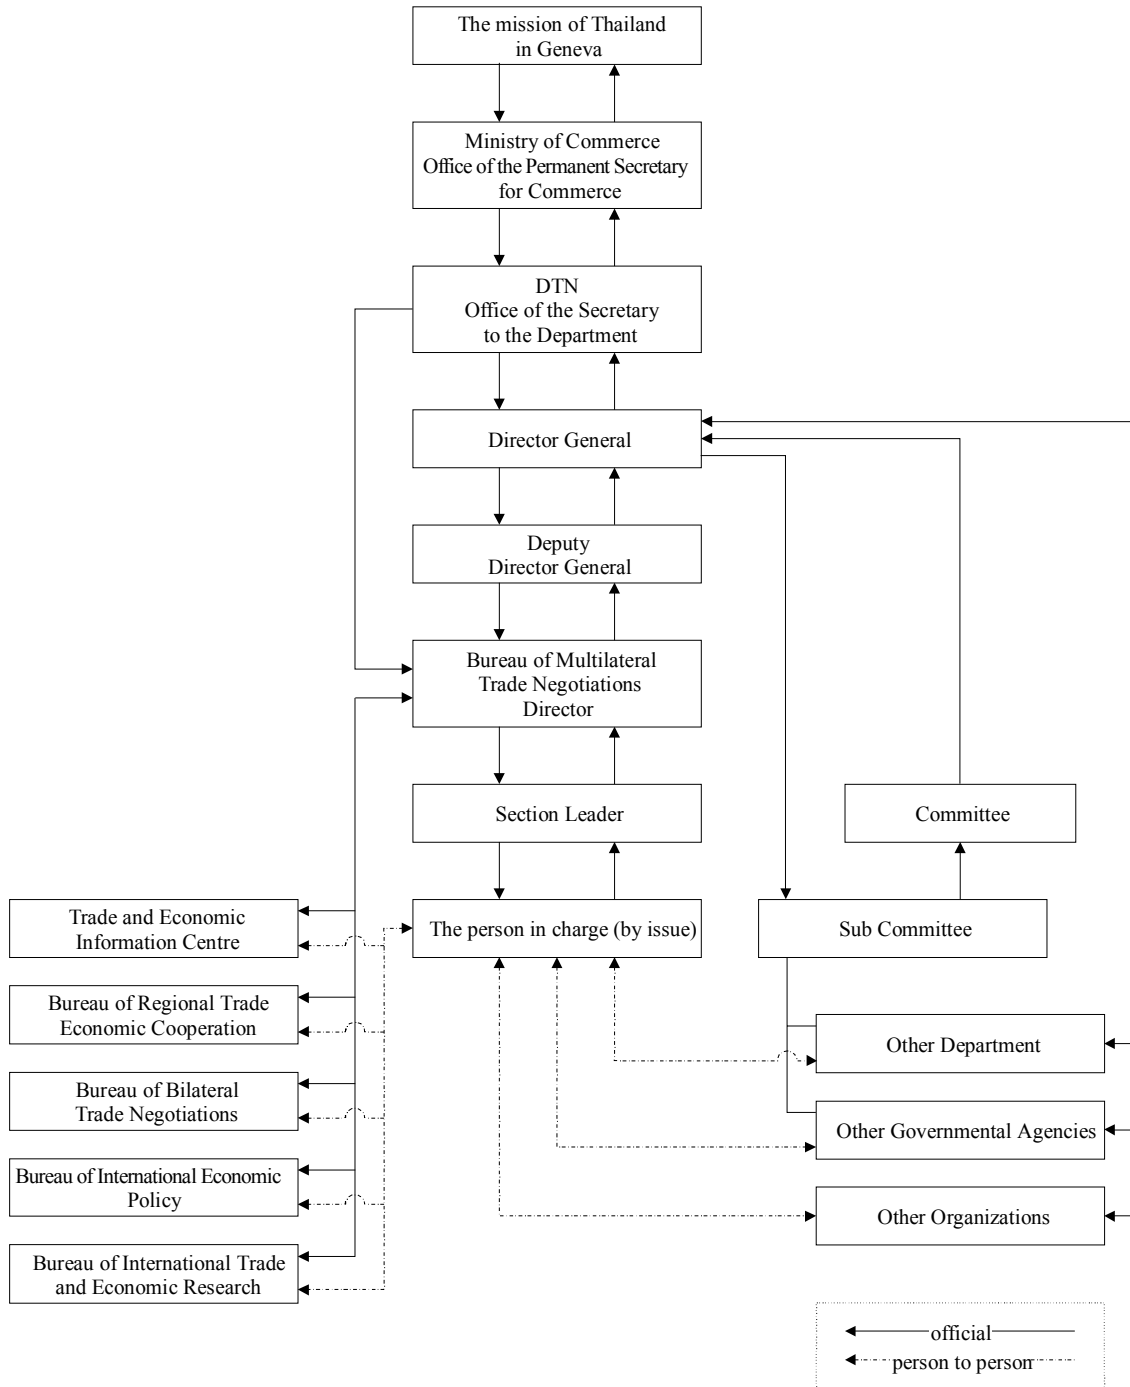 The mission of Thailand
in Geneva
Ministry of Commerce
Office of the Permanent Secretary
for Commerce
DTN
Office of the Secretary
to the Department
Director General
Deputy
Director General
Bureau of Multilateral
Trade Negotiations
Director
Section Leader
Committee
Trade and Economic
Information Centre
The person in charge (by issue)
Sub Committee
Bureau of Regional Trade
Economic Cooperation
Other Department
Bureau of Bilateral
Trade Negotiations
Other Governmental Agencies
Bureau of International Economic
Policy
Other Organizations
Bureau of International Trade
and Economic Research
official
person to person